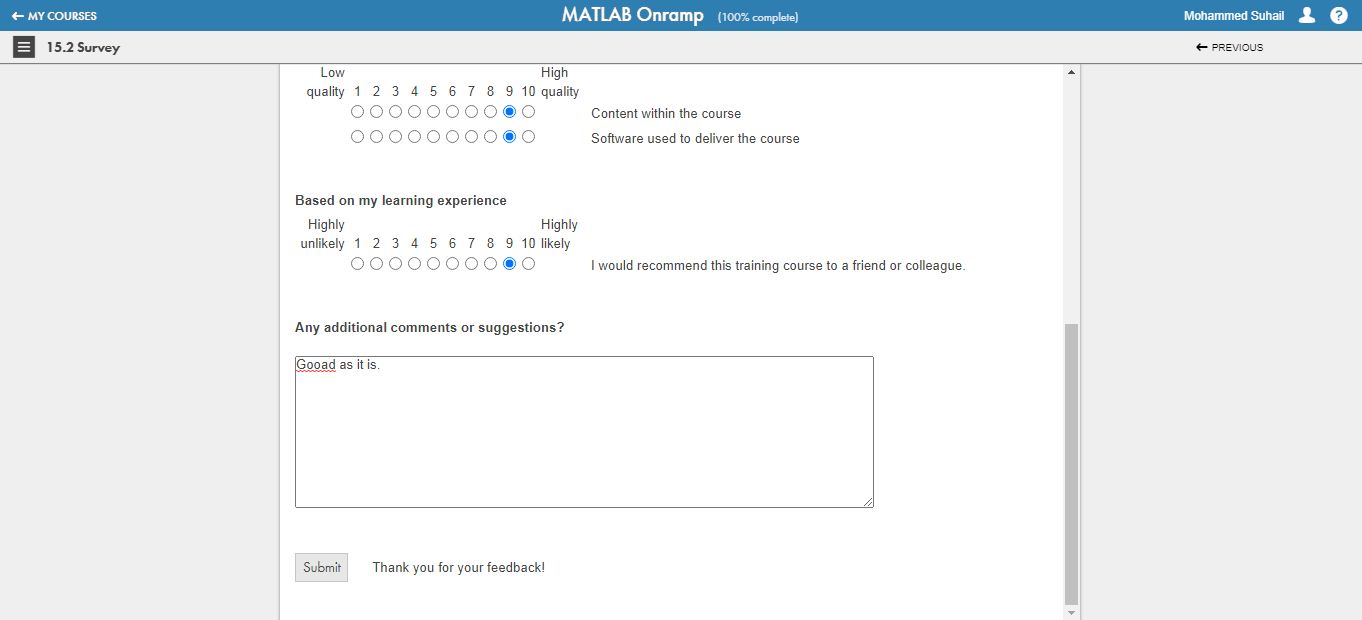 MY COURSES
MATLAB Onramp (100% complete)
Mohammed Suhail
?
15.2 Survey
PREVIOUS
Low High
quality 1 2 3 4 5 6 7 8 9 10 quality
Content within the course
Software used to deliver the course
Based on my learning experience
Highly Highly
unlikely 1 2 3 4 5 6 7 8 9 10 likely
I would recommend this training course to a friend or colleague.
Any additional comments or suggestions?
Gooad as it is.
Submit Thank you for your feedback!